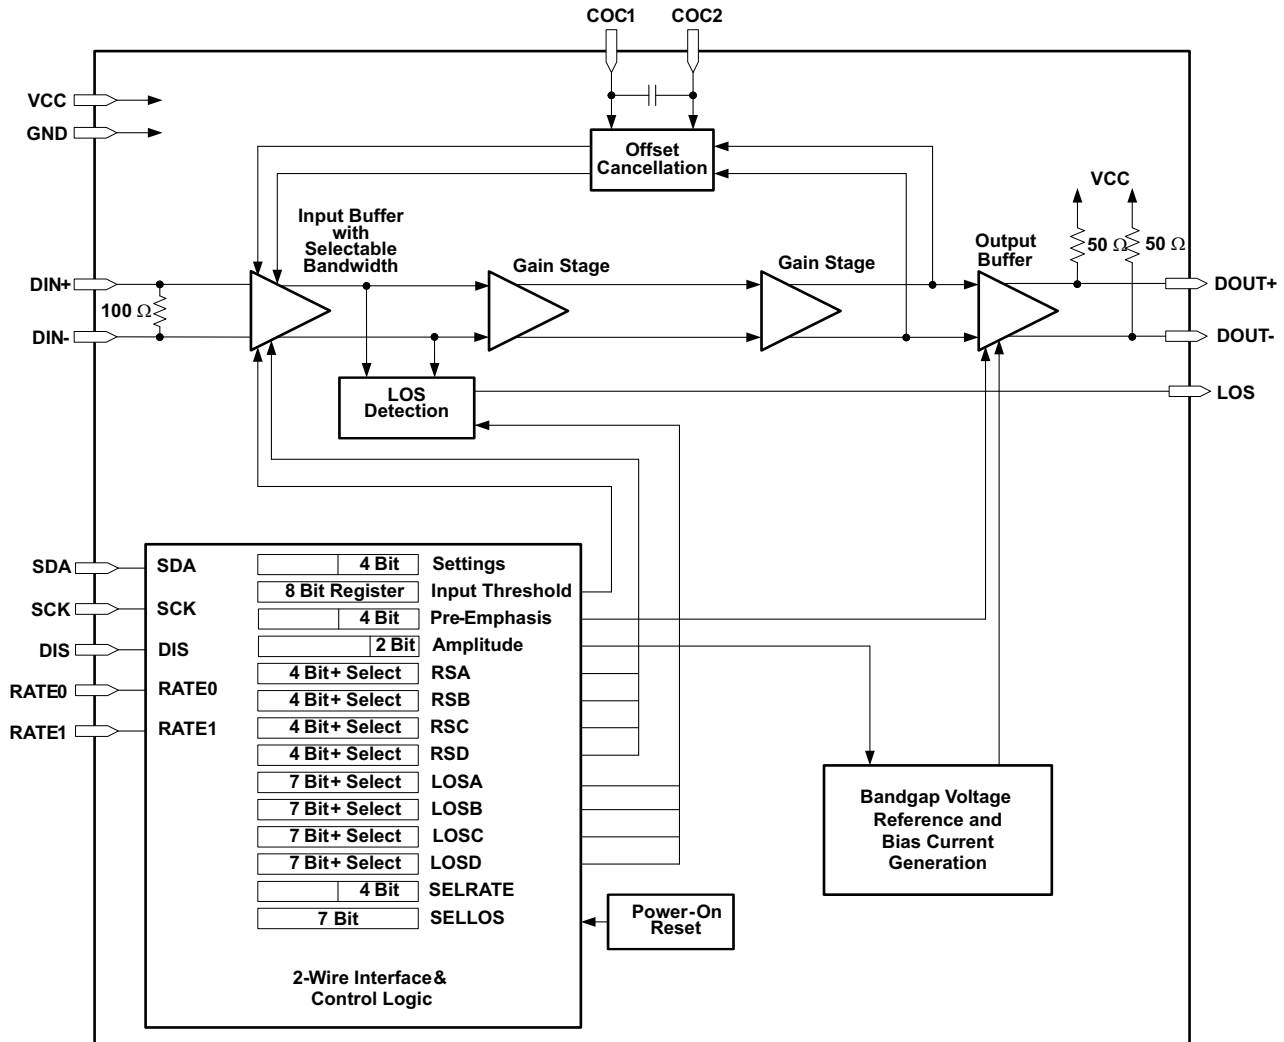 COC1 COC2
VCC
GND
Offset
Cancellation
VCC
Input Buffer
with
Selectable
Bandwidth
Gain Stage
Gain Stage
Output
Buffer
50 Ω
50 Ω
DIN+
100 Ω
DIN-
DOUT+
DOUT-
LOS
LOS
Detection
SDA
SCK
DIS
RATE0
RATE1
SDA
SCK
DIS
RATE0
RATE1
4 Bit Settings
8 Bit Register Input Threshold
4 Bit Pre-Emphasis
2 Bit Amplitude
4 Bit+ Select RSA
4 Bit+ Select RSB
4 Bit+ Select RSC
4 Bit+ Select RSD
7 Bit+ Select LOSA
7 Bit+ Select LOSB
7 Bit+ Select LOSC
7 Bit+ Select LOSD
4 Bit SELRATE
7 Bit SELLOS
2-Wire Interface&
Control Logic
Power-On
Reset
Bandgap Voltage
Reference and
Bias Current
Generation